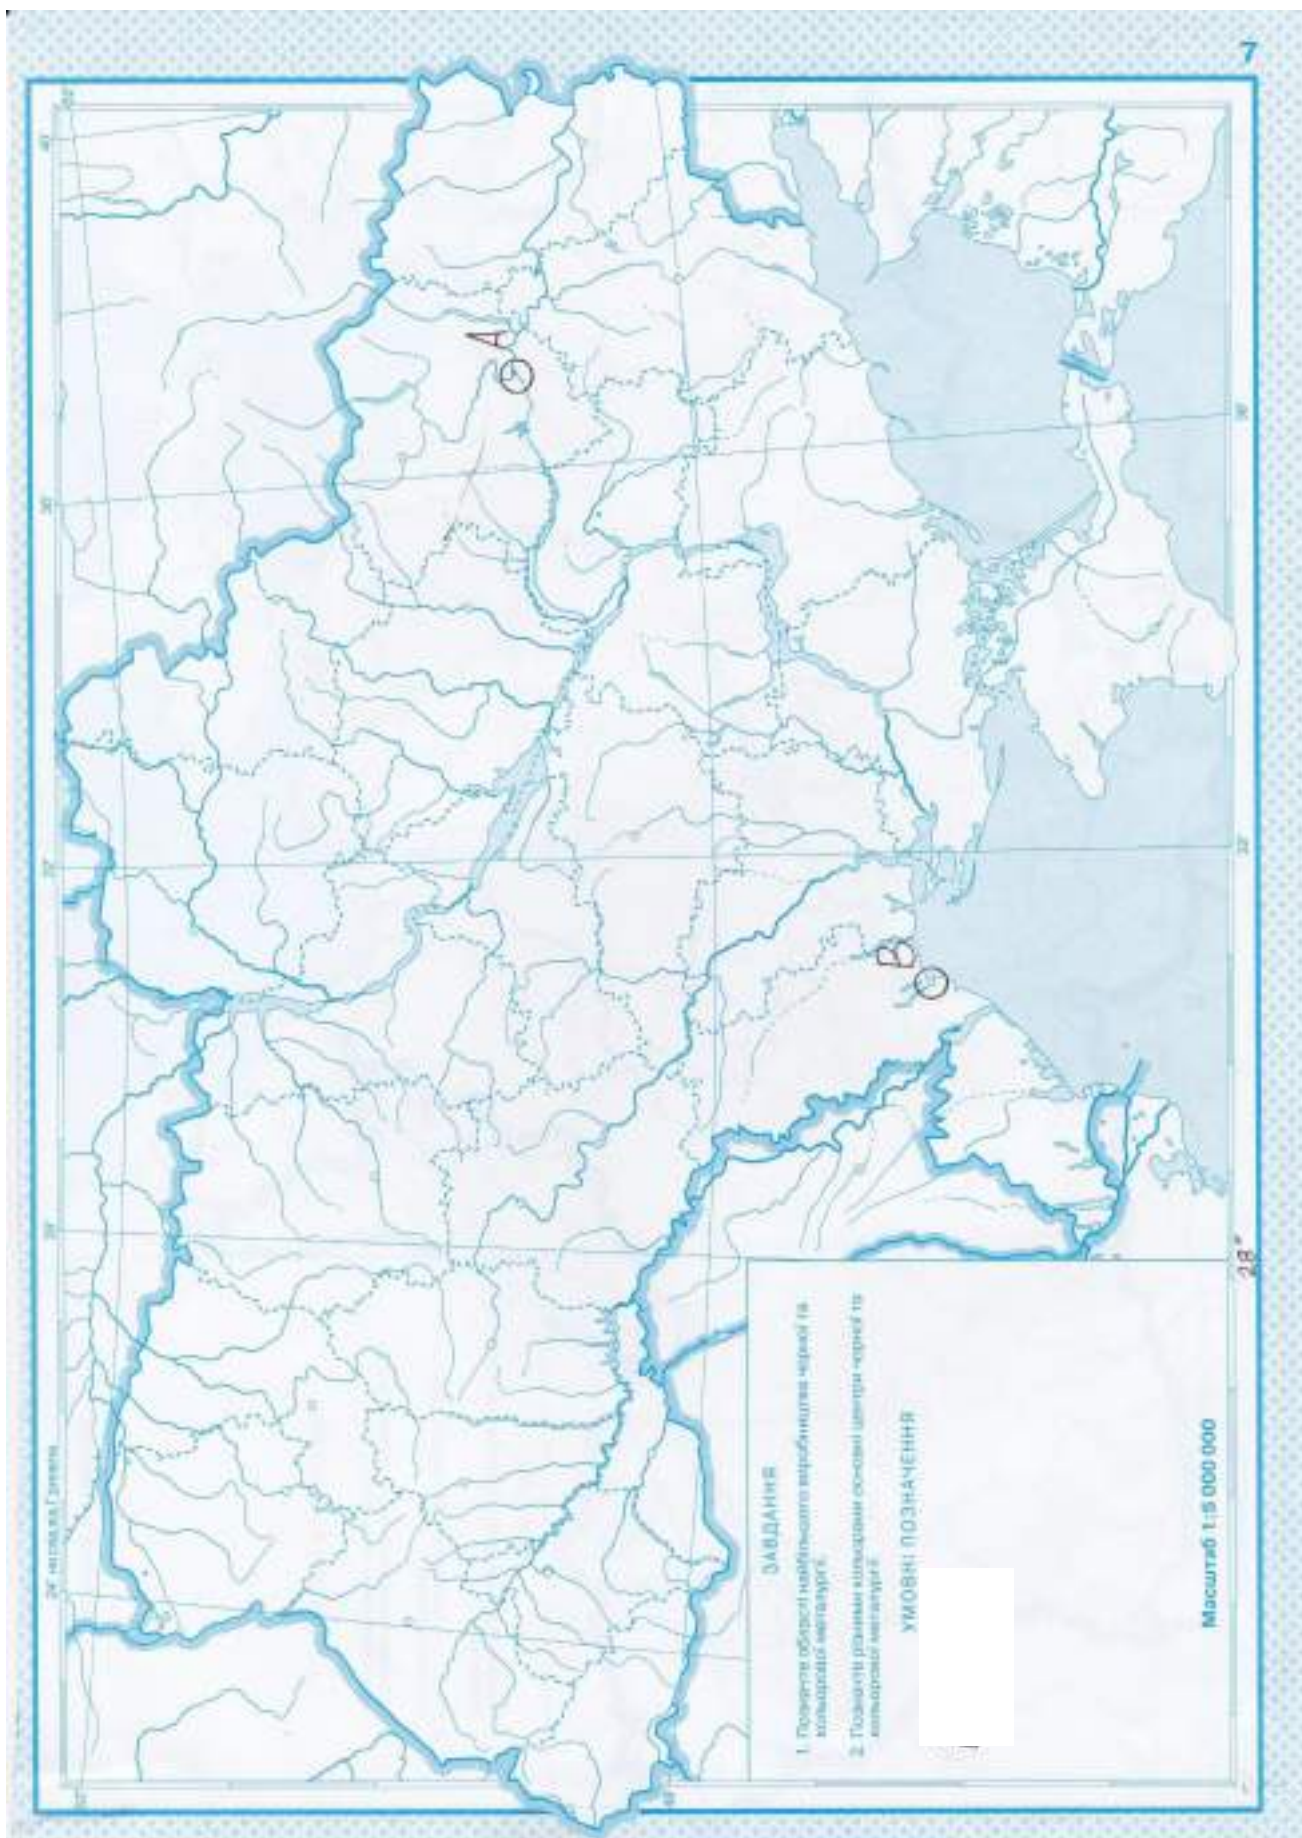 7
А
В
28°
ЗАВДАННЯ
1. Позначте області найбільшого виробництва чорної та
кольорової металургії.
2. Позначте різними кольорами основні центри чорної та
кольорової металургії.
УМОВНІ ПОЗНАЧЕННЯ
Масштаб 1:5 000 000